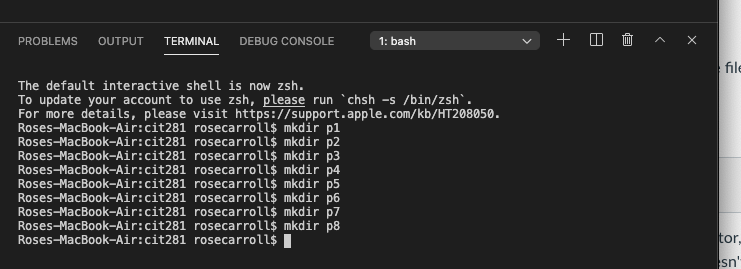 PROBLEMS OUTPUT TERMINAL DEBUG CONSOLE 1: bash
The default interactive shell is now zsh.
To update your account to use zsh, please run `chsh -s /bin/zsh`.
For more details, please visit https://support.apple.com/kb/HT208050.
Roses-MacBook-Air:cit281 rosecarroll$ mkdir p1
Roses-MacBook-Air:cit281 rosecarroll$ mkdir p2
Roses-MacBook-Air:cit281 rosecarroll$ mkdir p3
Roses-MacBook-Air:cit281 rosecarroll$ mkdir p4
Roses-MacBook-Air:cit281 rosecarroll$ mkdir p5
Roses-MacBook-Air:cit281 rosecarroll$ mkdir p6
Roses-MacBook-Air:cit281 rosecarroll$ mkdir p7
Roses-MacBook-Air:cit281 rosecarroll$ mkdir p8
Roses-MacBook-Air:cit281 rosecarroll$